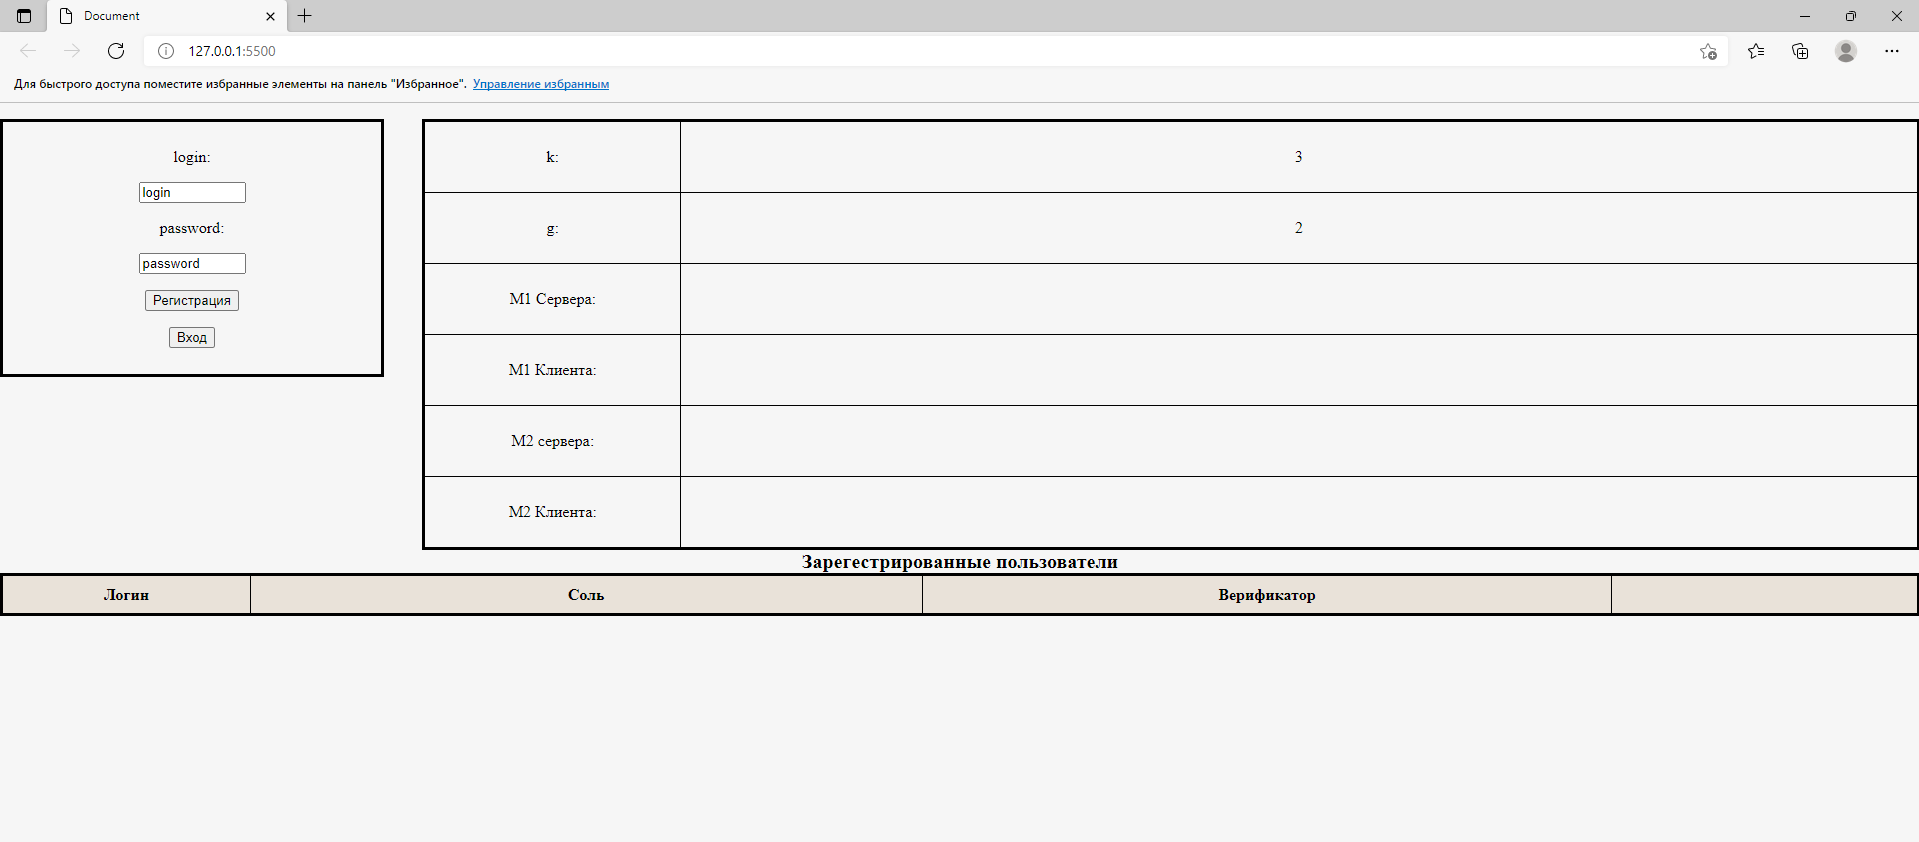 Document
127.0.0.1:5500
Для быстрого доступа поместите избранные элементы на панель "Избранное". Управление избранным
login:
login
password:
password
Регистрация
Вход
k: 3
g: 2
M1 Сервера:
M1 Клиента:
M2 сервера:
M2 Клиента:
Зарегестрированные пользователи
Логин Соль Верификатор